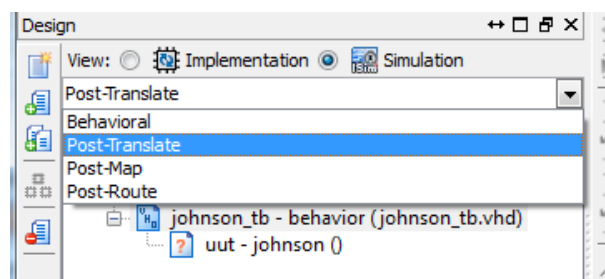 Design
View: Implementation Simulation
Post-Translate
Behavioral
Post-Translate
Post-Map
Post-Route
johnson_tb - behavior (johnson_tb.vhd)
uut - johnson ()